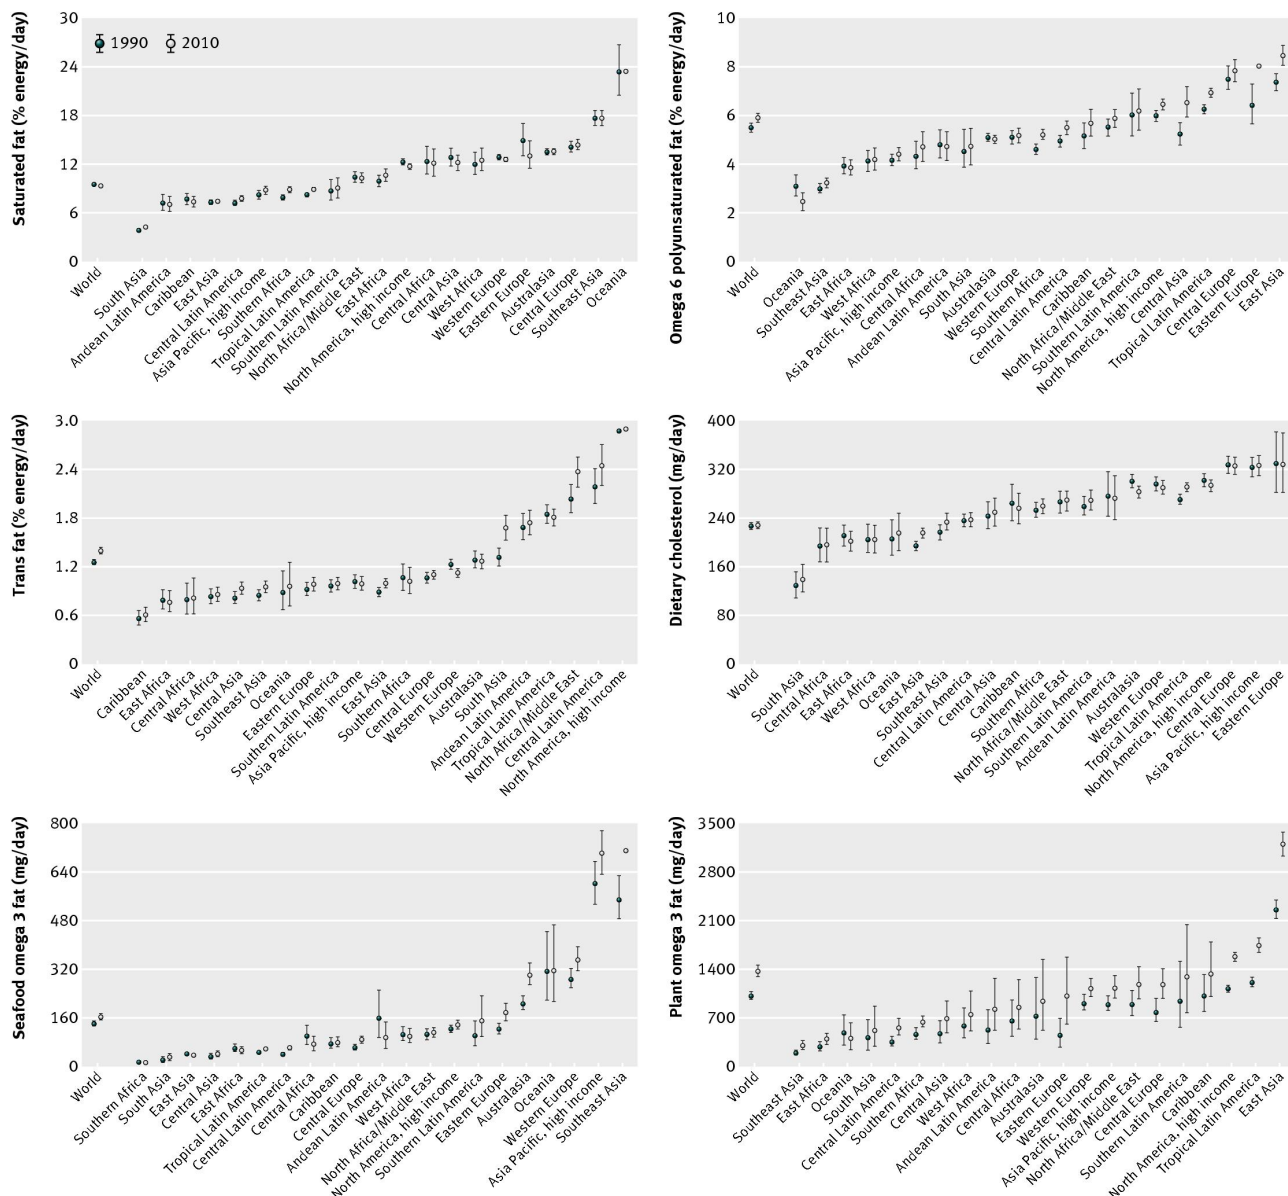 Saturated fat (% energy/day)
30
24
18
12
6
0
1990 2010
World
South Asia
Andean Latin America
Caribbean
East Asia
Central Latin America
Asia Pacific, high income
Southern Africa
Tropical Latin America
Southern Latin America
North Africa/Middle East
East Africa
North America, high income
Central Africa
Central Asia
West Africa
Western Europe
Eastern Europe
Australasia
Central Europe
Southeast Asia
Oceania
Omega 6 polyunsaturated fat (% energy/day)
10
8
6
4
2
0
World
Oceania
Southeast Asia
East Africa
West Africa
Asia Pacific, high income
Central Africa
Andean Latin America
South Asia
Australasia
Western Europe
Southern Africa
Central Latin America
Caribbean
North Africa/Middle East
Southern Latin America
North America, high income
Central Asia
Tropical Latin America
Central Europe
Eastern Europe
East Asia
Trans fat (% energy/day)
3.0
2.4
1.8
1.2
0.6
0
World
Caribbean
East Africa
Central Africa
West Africa
Central Asia
Southeast Asia
Oceania
Eastern Europe
Southern Latin America
Asia Pacific, high income
East Asia
Southern Africa
Central Europe
Western Europe
Australasia
South Asia
Andean Latin America
Tropical Latin America
North Africa/Middle East
Central Latin America
North America, high income
Dietary cholesterol (mg/day)
400
320
240
160
80
0
World
South Asia
Central Africa
East Africa
West Africa
Oceania
East Asia
Southeast Asia
Central Latin America
Central Asia
Caribbean
Southern Africa
North Africa/Middle East
Southern Latin America
Andean Latin America
Australasia
Western Europe
Tropical Latin America
North America, high income
Central Europe
Asia Pacific, high income
Eastern Europe
Seafood omega 3 fat (mg/day)
800
640
480
320
160
0
World
Southern Africa
South Asia
East Asia
Central Asia
East Africa
Tropical Latin America
Central Latin America
Central Africa
Caribbean
Central Europe
Andean Latin America
West Africa
North Africa/Middle East
North America, high income
Southern Latin America
Eastern Europe
Australasia
Oceania
Western Europe
Asia Pacific, high income
Southeast Asia
Plant omega 3 fat (mg/day)
3500
2800
2100
1400
700
0
World
Southeast Asia
East Africa
Oceania
South Asia
Central Latin America
Southern Africa
Central Asia
West Africa
Andean Latin America
Central Africa
Australasia
Eastern Europe
Western Europe
Asia Pacific, high income
North Africa/Middle East
Central Europe
Southern Latin America
Caribbean
North America, high income
Tropical Latin America
East Asia